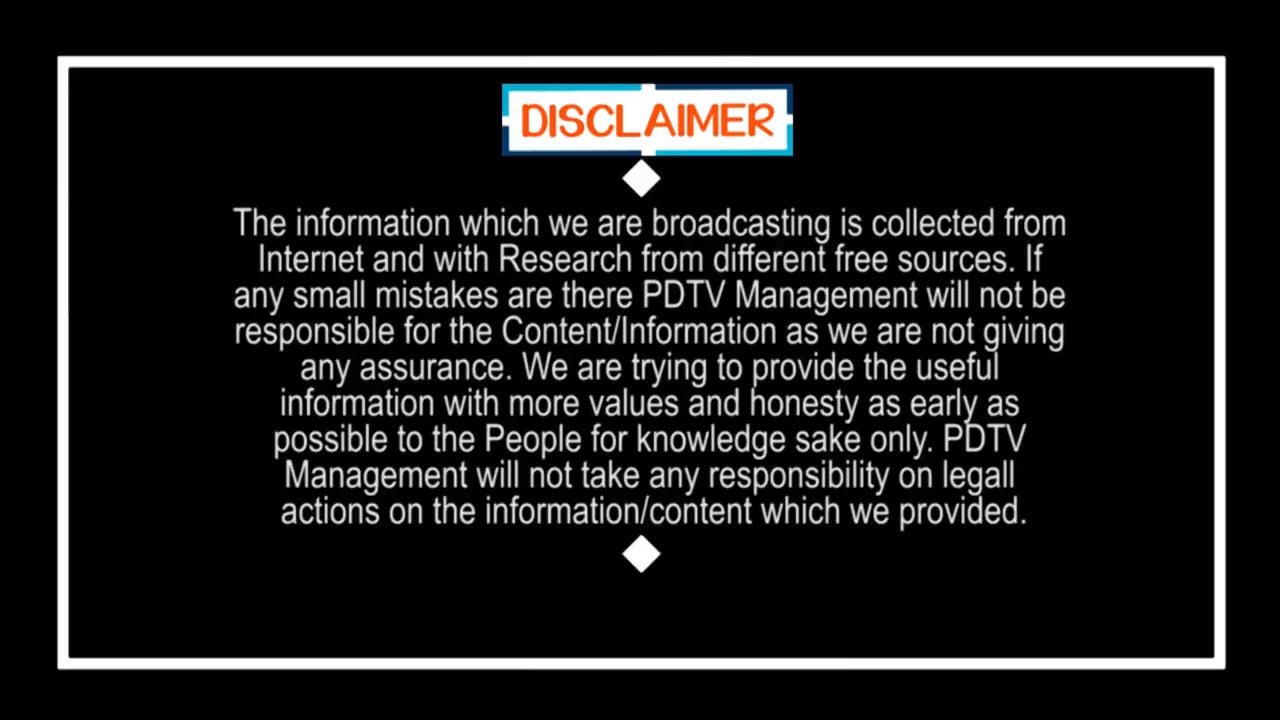 DISCLAIMER
The information which we are broadcasting is collected from
Internet and with Research from different free sources. If
any small mistakes are there PDTV Management will not be
responsible for the Content/Information as we are not giving
any assurance. We are trying to provide the useful
information with more values and honesty as early as
possible to the People for knowledge sake only. PDTV
Management will not take any responsibility on legall
actions on the information/content which we provided.